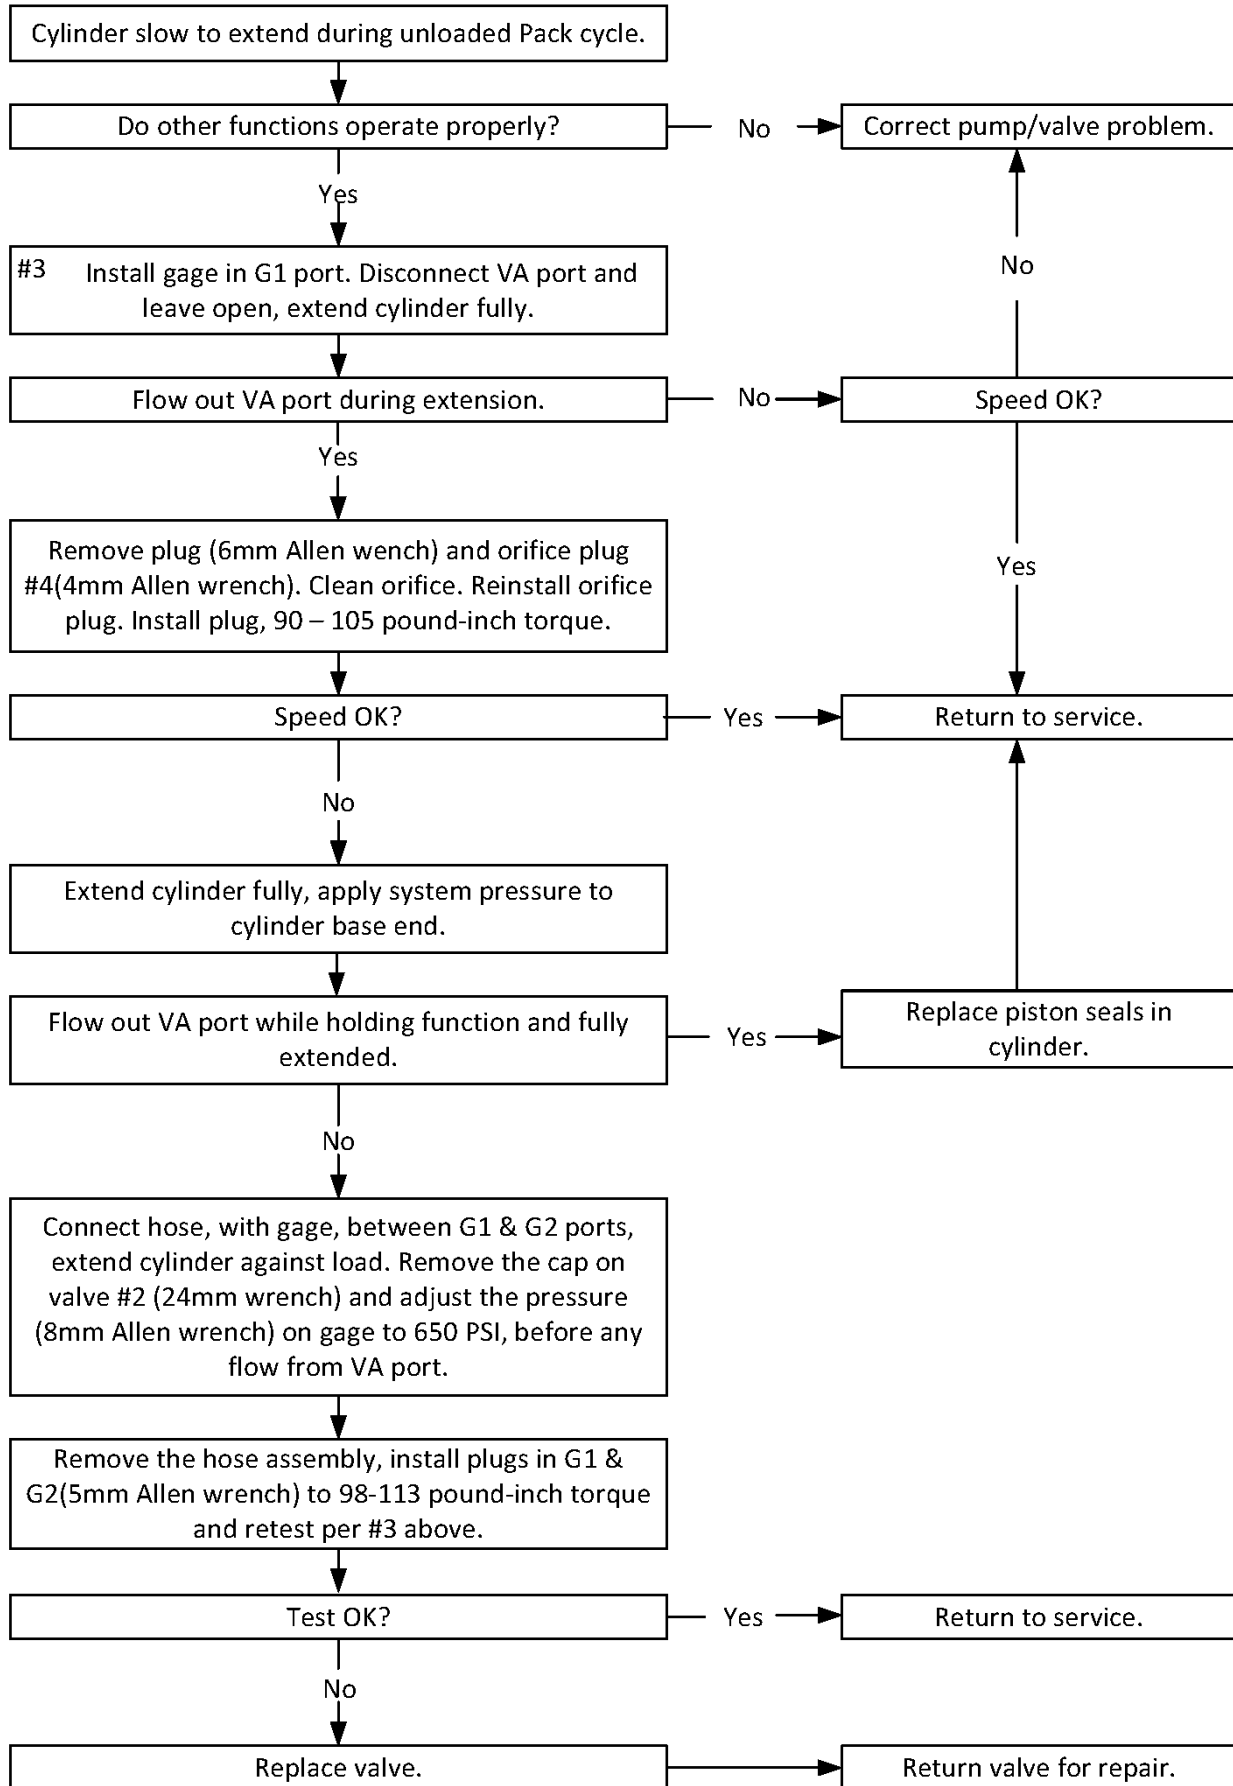 Cylinder slow to extend during unloaded Pack cycle.
Do other functions operate properly?
No
Correct pump/valve problem.
Yes
#3 Install gage in G1 port. Disconnect VA port and
leave open, extend cylinder fully.
No
Flow out VA port during extension.
No
Speed OK?
Yes
Remove plug (6mm Allen wench) and orifice plug
#4(4mm Allen wrench). Clean orifice. Reinstall orifice
plug. Install plug, 90 – 105 pound-inch torque.
Yes
Speed OK?
Yes
Return to service.
No
Extend cylinder fully, apply system pressure to
cylinder base end.
Flow out VA port while holding function and fully
extended.
Yes
Replace piston seals in
cylinder.
No
Connect hose, with gage, between G1 & G2 ports,
extend cylinder against load. Remove the cap on
valve #2 (24mm wrench) and adjust the pressure
(8mm Allen wrench) on gage to 650 PSI, before any
flow from VA port.
Remove the hose assembly, install plugs in G1 &
G2(5mm Allen wrench) to 98-113 pound-inch torque
and retest per #3 above.
Test OK?
Yes
Return to service.
No
Replace valve.
Return valve for repair.